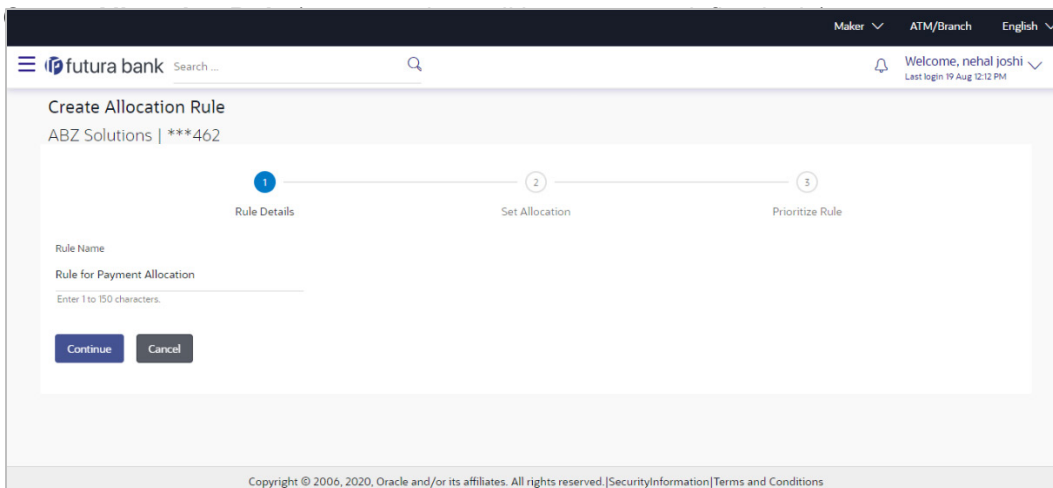 Maker ATM/Branch English
futura bank Search ... Welcome, nehal joshi
Last login 19 Aug 12:12 PM
Create Allocation Rule
ABZ Solutions | ***462
1 2 3
Rule Details Set Allocation Prioritize Rule
Rule Name
Rule for Payment Allocation
Enter 1 to 150 characters.
Continue Cancel
Copyright © 2006, 2020, Oracle and/or its affiliates. All rights reserved.|SecurityInformation|Terms and Conditions